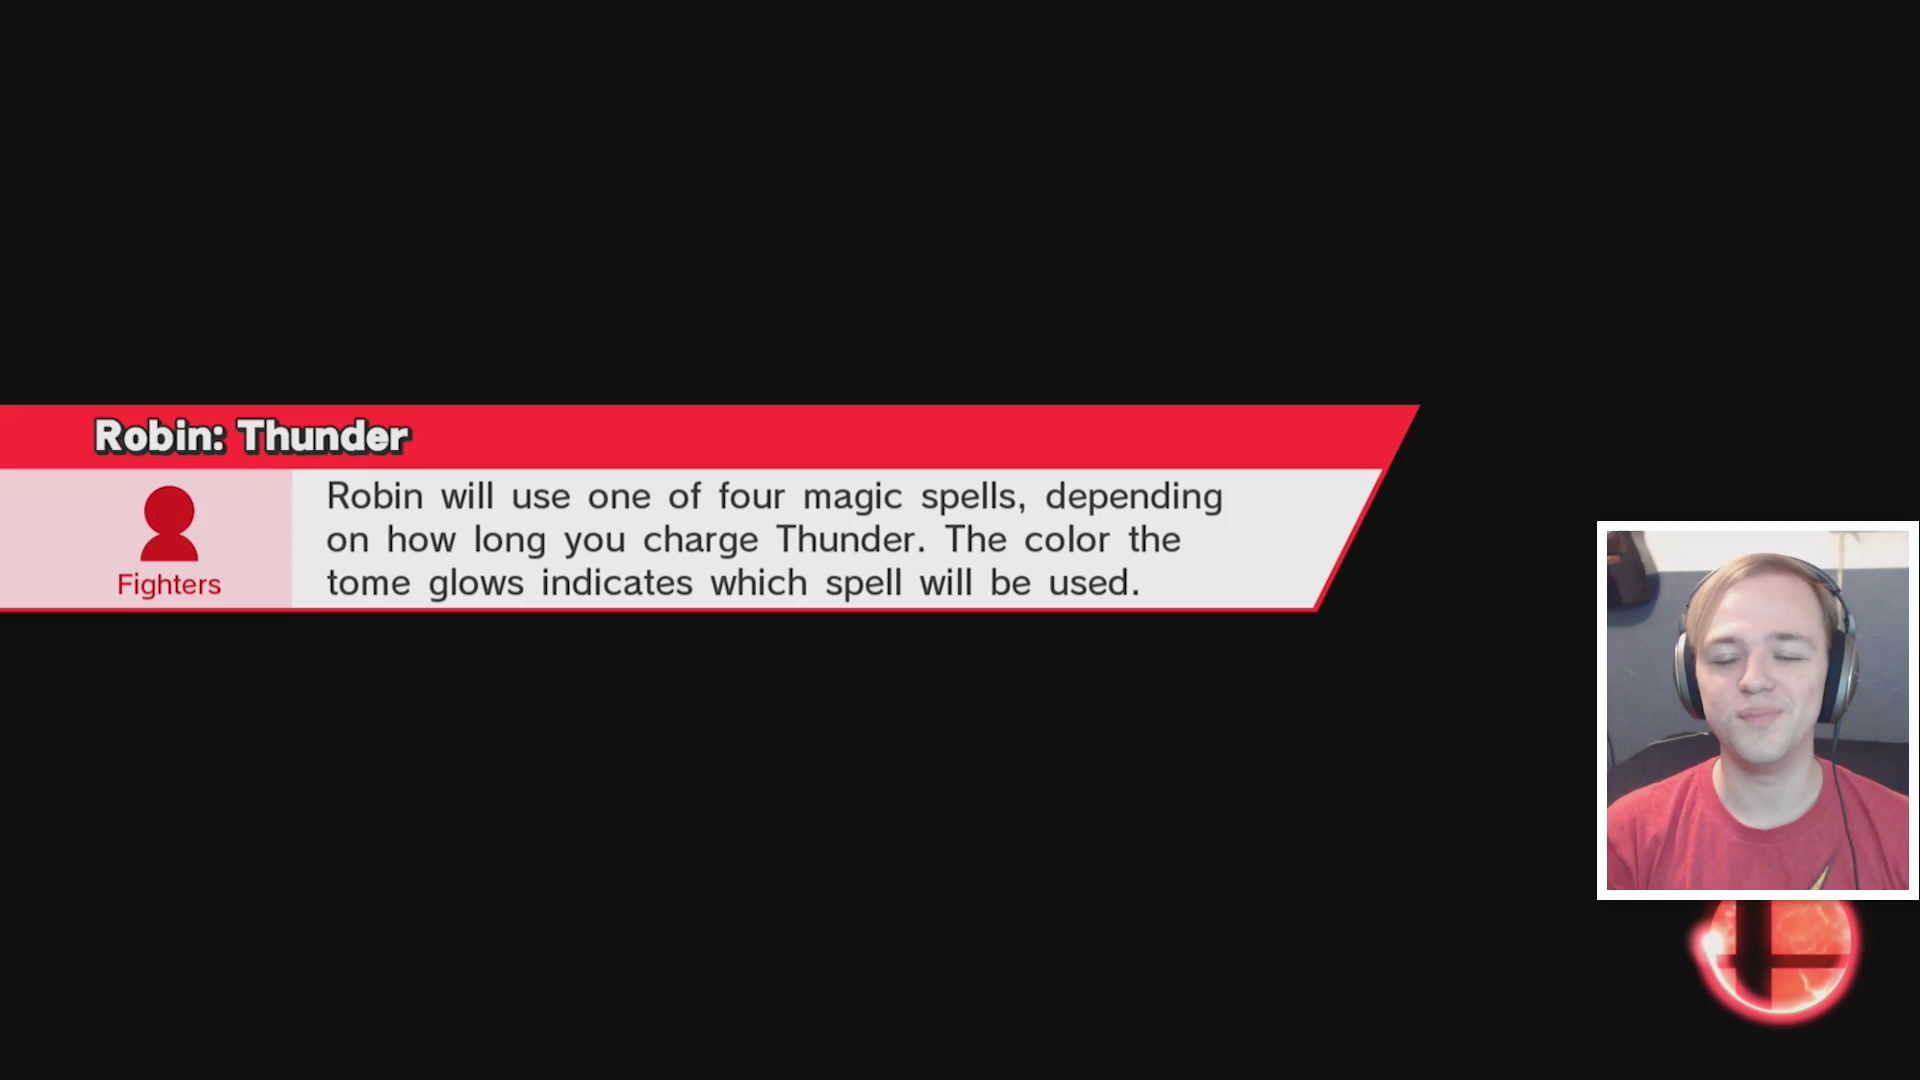 Robin: Thunder
Fighters
Robin will use one of four magic spells, depending
on how long you charge Thunder. The color the
tome glows indicates which spell will be used.